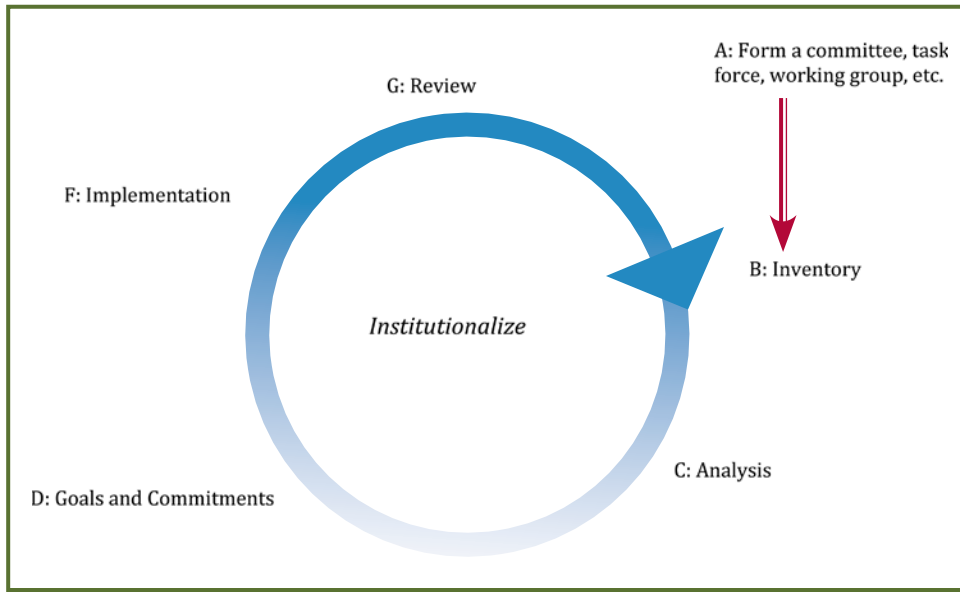 A: Form a committee, task
force, working group, etc.
G: Review
F: Implementation
B: Inventory
Institutionalize
C: Analysis
D: Goals and Commitments